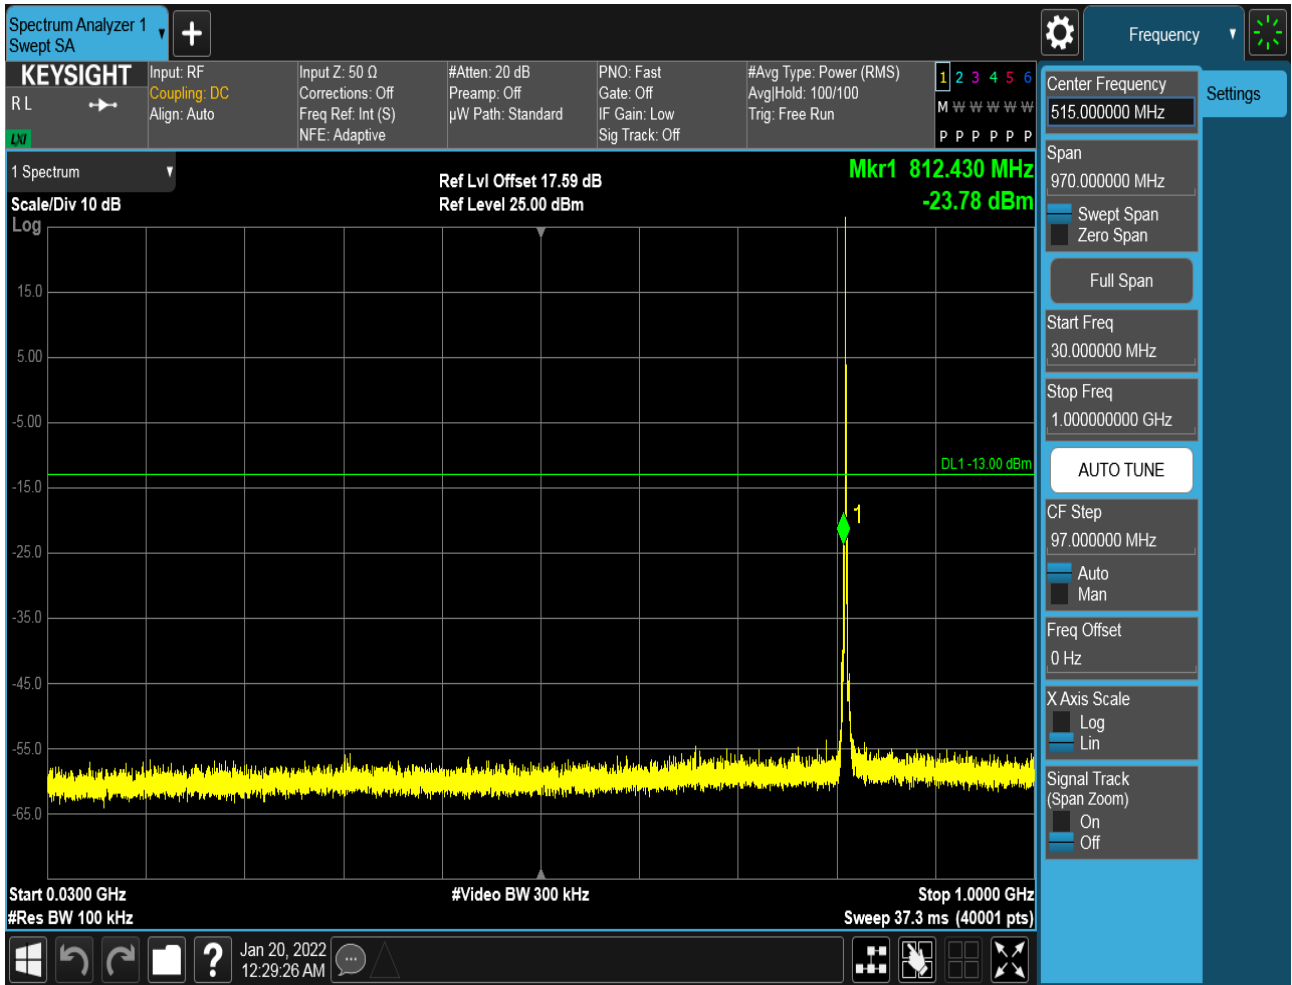 Spectrum Analyzer 1
Swept SA
Frequency
KEYSIGHT
R L
LXI
Input: RF
Coupling: DC
Align: Auto
Input Z: 50 Ω
Corrections: Off
Freq Ref: Int (S)
NFE: Adaptive
#Atten: 20 dB
Preamp: Off
µW Path: Standard
PNO: Fast
Gate: Off
IF Gain: Low
Sig Track: Off
#Avg Type: Power (RMS)
Avg|Hold: 100/100
Trig: Free Run
1 2 3 4 5 6
M W W W W W
P P P P P P
1 Spectrum
Scale/Div 10 dB
Log
Ref Lvl Offset 17.59 dB
Ref Level 25.00 dBm
Mkr1 812.430 MHz
-23.78 dBm
15.0
5.00
-5.00
-15.0
-25.0
-35.0
-45.0
-55.0
-65.0
DL1 -13.00 dBm
1
Start 0.0300 GHz
#Res BW 100 kHz
#Video BW 300 kHz
Stop 1.0000 GHz
Sweep 37.3 ms (40001 pts)
Center Frequency
515.000000 MHz
Span
970.000000 MHz
Swept Span
Zero Span
Full Span
Start Freq
30.000000 MHz
Stop Freq
1.000000000 GHz
AUTO TUNE
CF Step
97.000000 MHz
Auto
Man
Freq Offset
0 Hz
X Axis Scale
Log
Lin
Signal Track
(Span Zoom)
On
Off
Settings
?
Jan 20, 2022
12:29:26 AM